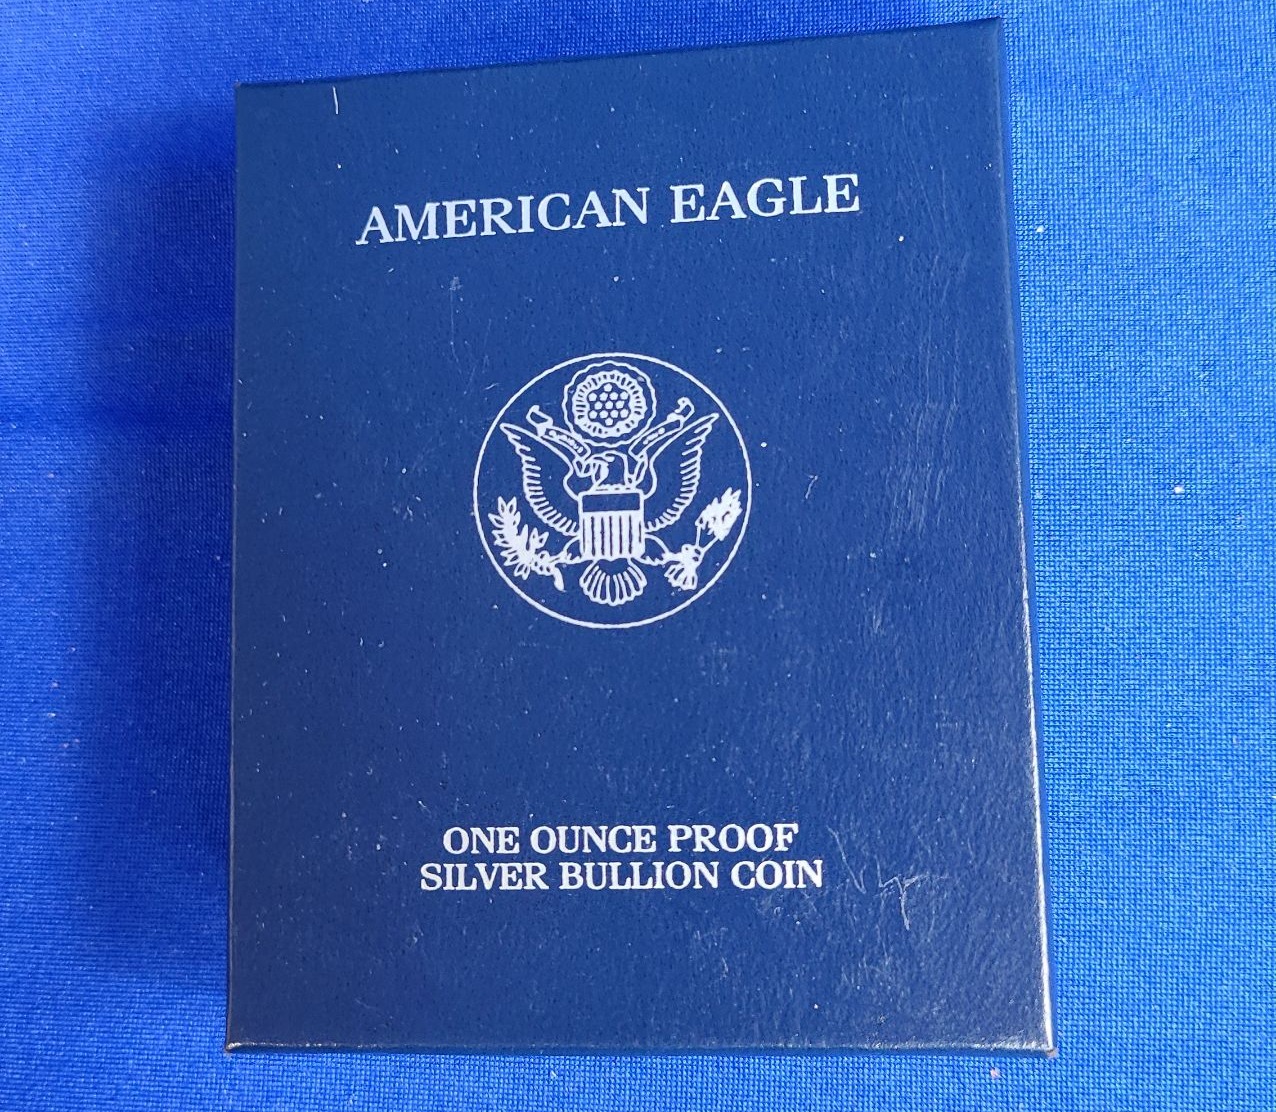 AMERICAN EAGLE
ONE OUNCE PROOF
SILVER BULLION COIN